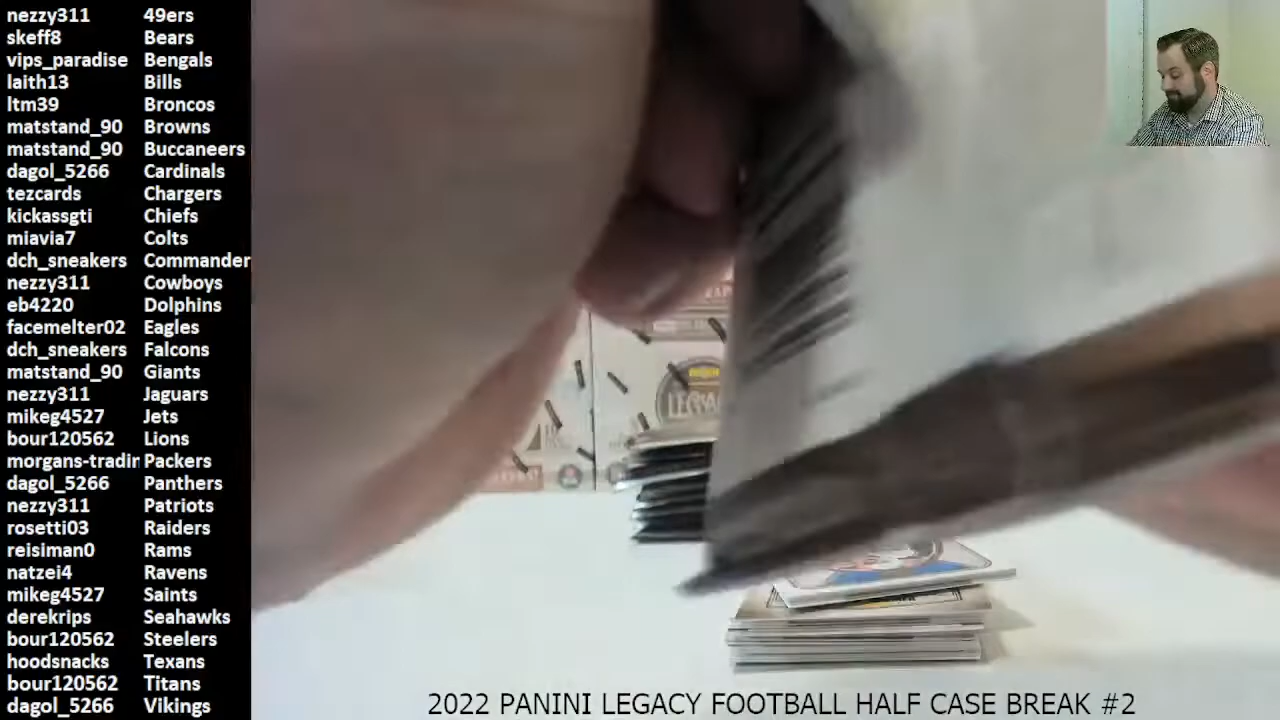 nezzy311 49ers
skeff8 Bears
vips_paradise Bengals
laith13 Bills
ltm39 Broncos
matstand_90 Browns
matstand_90 Buccaneers
dagol_5266 Cardinals
tezcards Chargers
kickassgti Chiefs
miavia7 Colts
dch_sneakers Commander
nezzy311 Cowboys
eb4220 Dolphins
facemelter02 Eagles
dch_sneakers Falcons
matstand_90 Giants
nezzy311 Jaguars
mikeg4527 Jets
bour120562 Lions
morgans-tradin Packers
dagol_5266 Panthers
nezzy311 Patriots
rosetti03 Raiders
reisiman0 Rams
natzei4 Ravens
mikeg4527 Saints
derekrips Seahawks
bour120562 Steelers
hoodsnacks Texans
bour120562 Titans
dagol_5266 Vikings
2022 PANINI LEGACY FOOTBALL HALF CASE BREAK #2